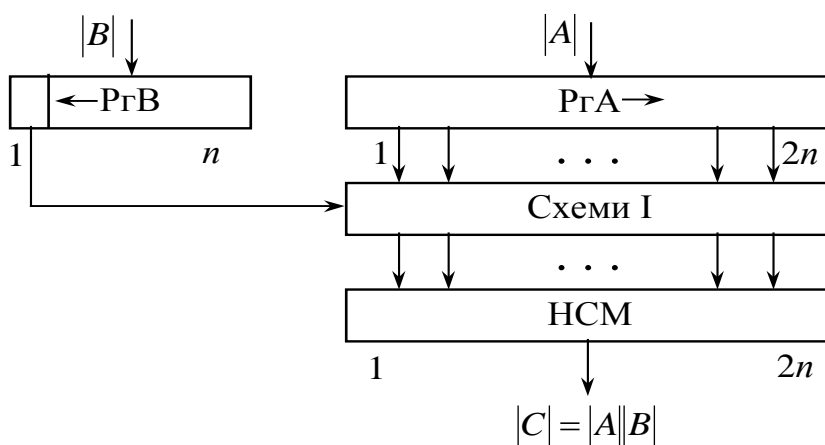 |B| |A|
РгВ РгА
1 n 1 . . . 2n
Схеми І
. . .
НСМ
1 2n
|C| = |A||B|